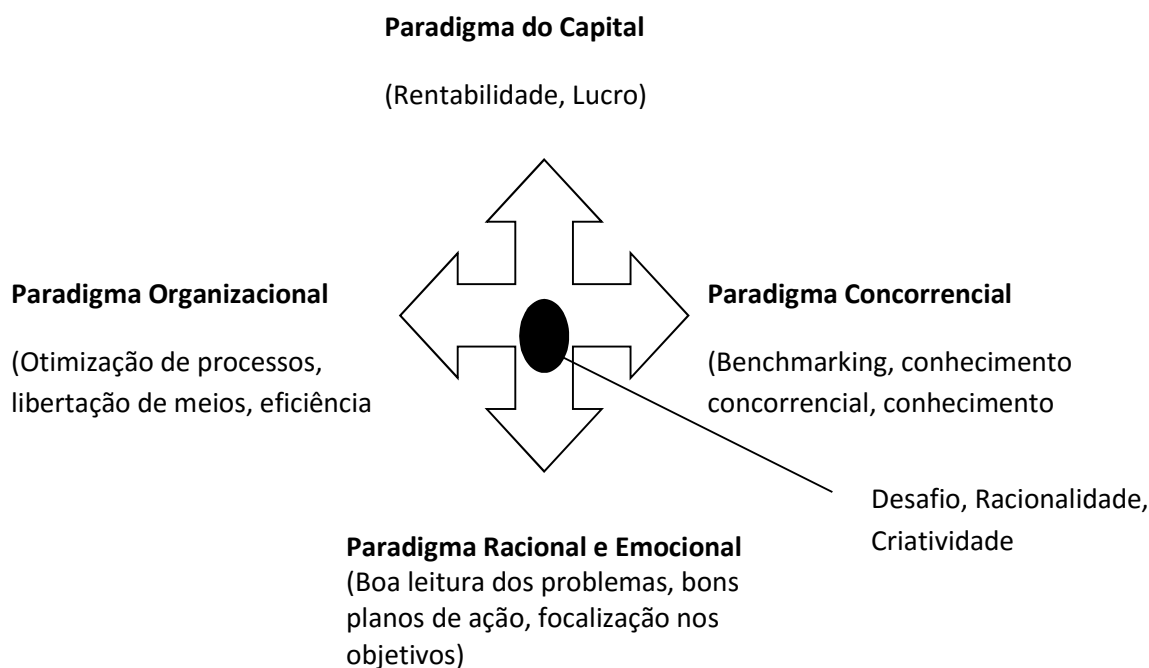 Paradigma do Capital
(Rentabilidade, Lucro)
Paradigma Organizacional
(Otimização de processos,
libertação de meios, eficiência
Paradigma Concorrencial
(Benchmarking, conhecimento
concorrencial, conhecimento
Desafio, Racionalidade,
Criatividade
Paradigma Racional e Emocional
(Boa leitura dos problemas, bons
planos de ação, focalização nos
objetivos)